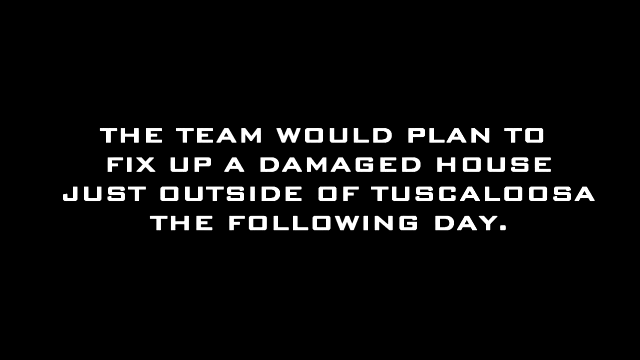 THE TEAM WOULD PLAN TO
FIX UP A DAMAGED HOUSE
JUST OUTSIDE OF TUSCALOOSA
THE FOLLOWING DAY.